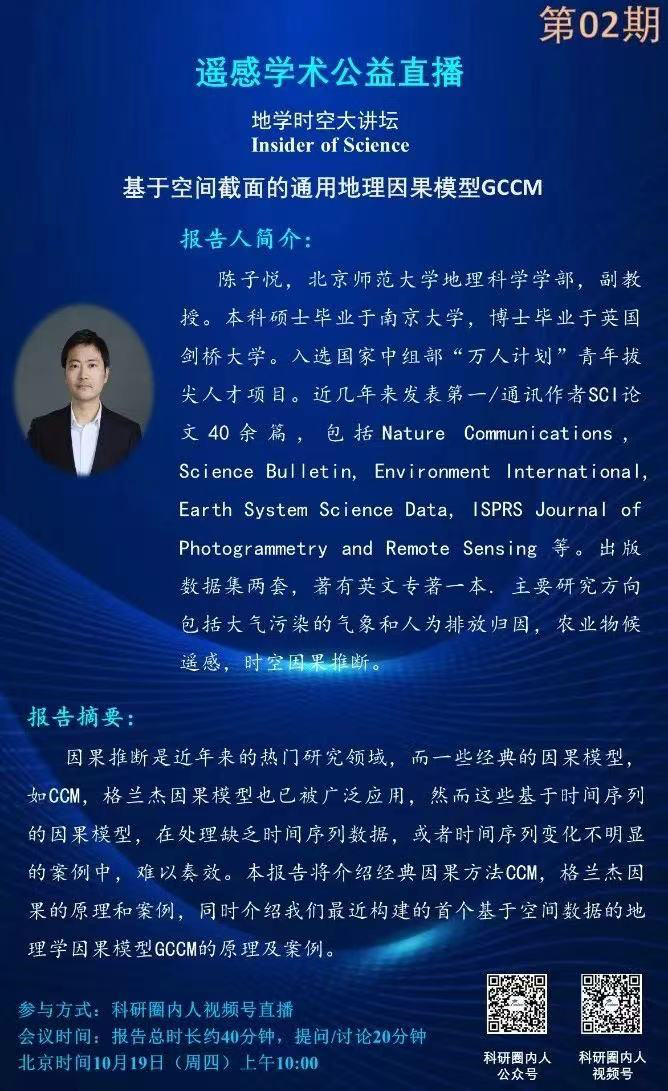 第02期
遥感学术公益直播
地学时空大讲坛
Insider of Science
基于空间截面的通用地理因果模型GCCM
报告人简介：
陈子悦，北京师范大学地理科学学部，副教
授。本科硕士毕业于南京大学，博士毕业于英国
剑桥大学。入选国家中组部“万人计划”青年拔
尖人才项目。近几年来发表第一/通讯作者SCI论
文40余篇，包括Nature Communications，
Science Bulletin, Environment International,
Earth System Science Data, ISPRS Journal of
Photogrammetry and Remote Sensing 等。出版
数据集两套，著有英文专著一本. 主要研究方向
包括大气污染的气象和人为排放归因，农业物候
遥感，时空因果推断。
报告摘要：
因果推断是近年来的热门研究领域，而一些经典的因果模型，
如CCM，格兰杰因果模型也已被广泛应用，然而这些基于时间序列
的因果模型，在处理缺乏时间序列数据，或者时间序列变化不明显
的案例中，难以奏效。本报告将介绍经典因果方法CCM，格兰杰因
果的原理和案例，同时介绍我们最近构建的首个基于空间数据的地
理学因果模型GCCM的原理及案例。
参与方式：科研圈内人视频号直播
会议时间：报告总时长约40分钟，提问/讨论20分钟
北京时间10月19日（周四）上午10:00
科研圈内人
公众号
科研圈内人
视频号